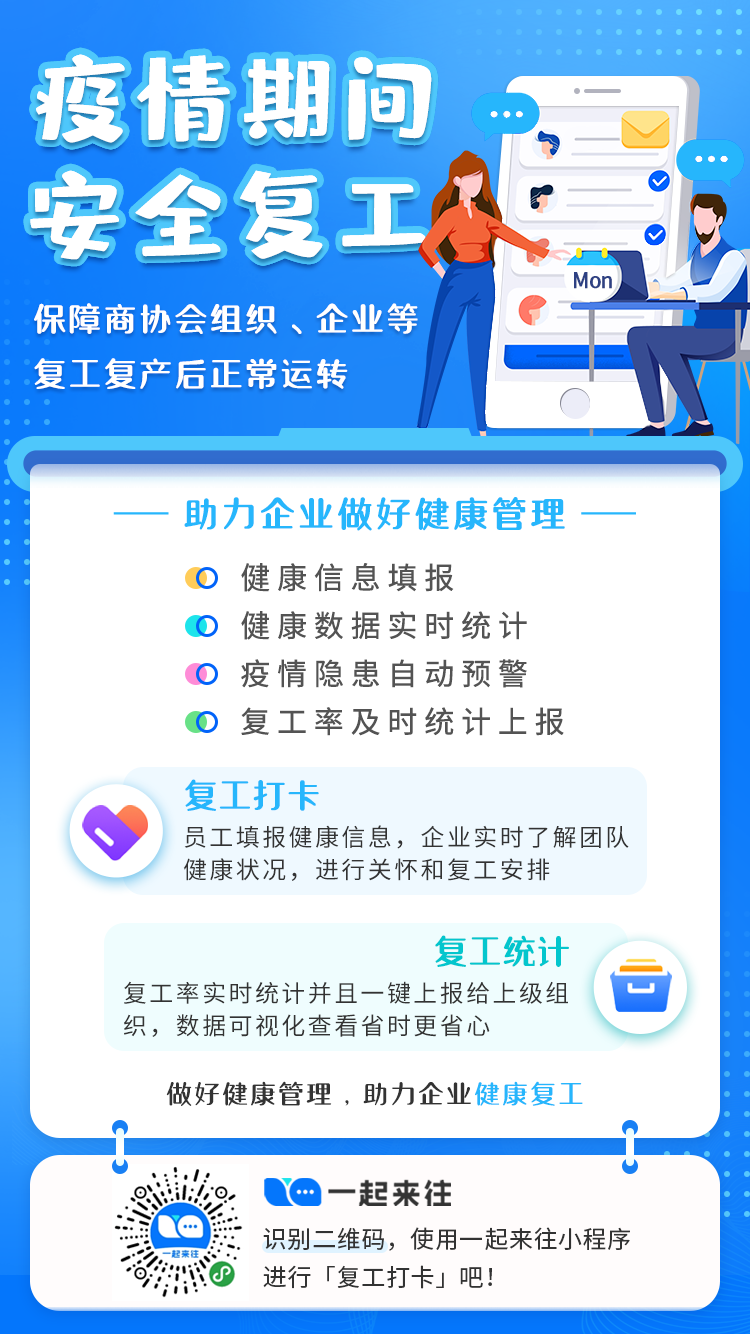 疫情期间
安全复工
保障商协会组织、企业等
复工复产后正常运转
Mon
助力企业做好健康管理
健康信息填报
健康数据实时统计
疫情隐患自动预警
复工率及时统计上报
复工打卡
员工填报健康信息，企业实时了解团队
健康状况，进行关怀和复工安排
复工统计
复工率实时统计并且一键上报给上级组
织，数据可视化查看省时更省心
做好健康管理，助力企业健康复工
一起来往
一起来往
识别二维码，使用一起来往小程序
进行「复工打卡」吧！